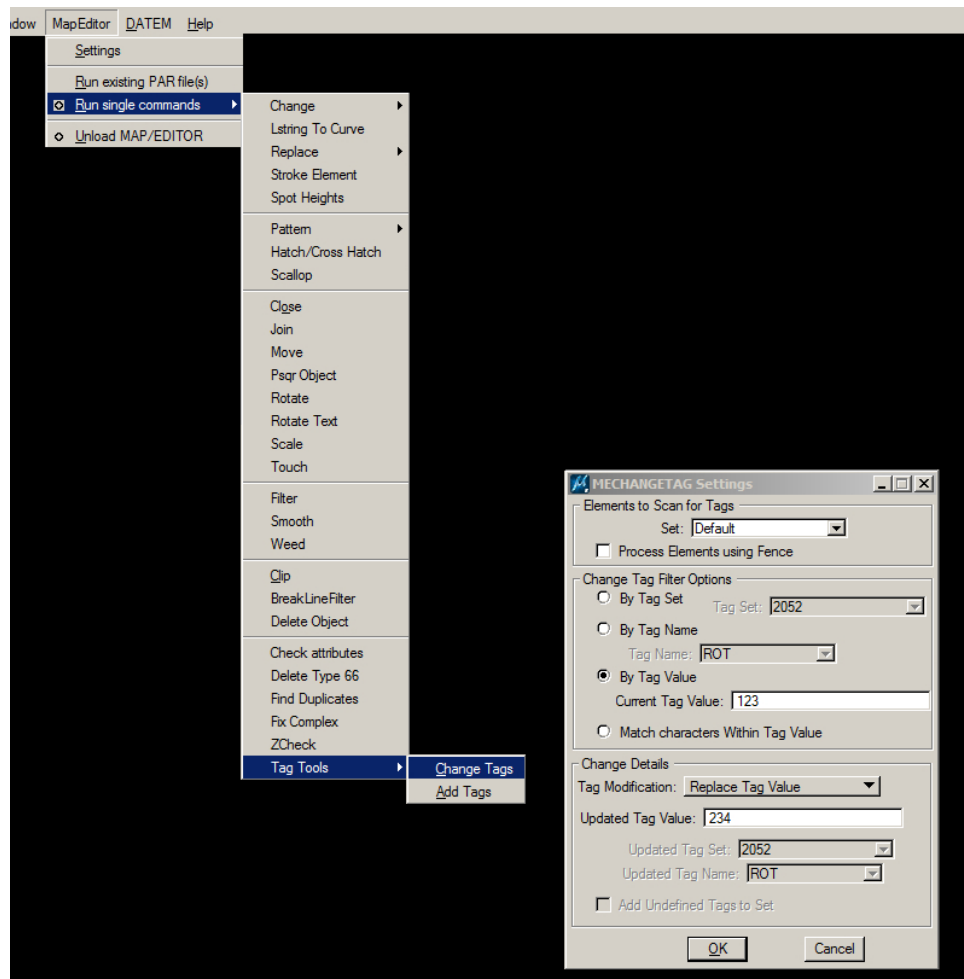 ndow MapEditor DATEM Help
Settings
Run existing PAR file(s)
Run single commands
Unload MAP/EDITOR
Change
Lstring To Curve
Replace
Stroke Element
Spot Heights
Pattern
Hatch/Cross Hatch
Scallop
Close
Join
Move
Psqr Object
Rotate
Rotate Text
Scale
Touch
Filter
Smooth
Weed
Clip
BreakLineFilter
Delete Object
Check attributes
Delete Type 66
Find Duplicates
Fix Complex
ZCheck
Tag Tools
Change Tags
Add Tags
MECHANGETAG Settings
Elements to Scan for Tags
Set: Default
Process Elements using Fence
Change Tag Filter Options
By Tag Set Tag Set: 2052
By Tag Name
Tag Name: ROT
By Tag Value
Current Tag Value: 123
Match characters Within Tag Value
Change Details
Tag Modification: Replace Tag Value
Updated Tag Value: 234
Updated Tag Set: 2052
Updated Tag Name: ROT
Add Undefined Tags to Set
OK Cancel